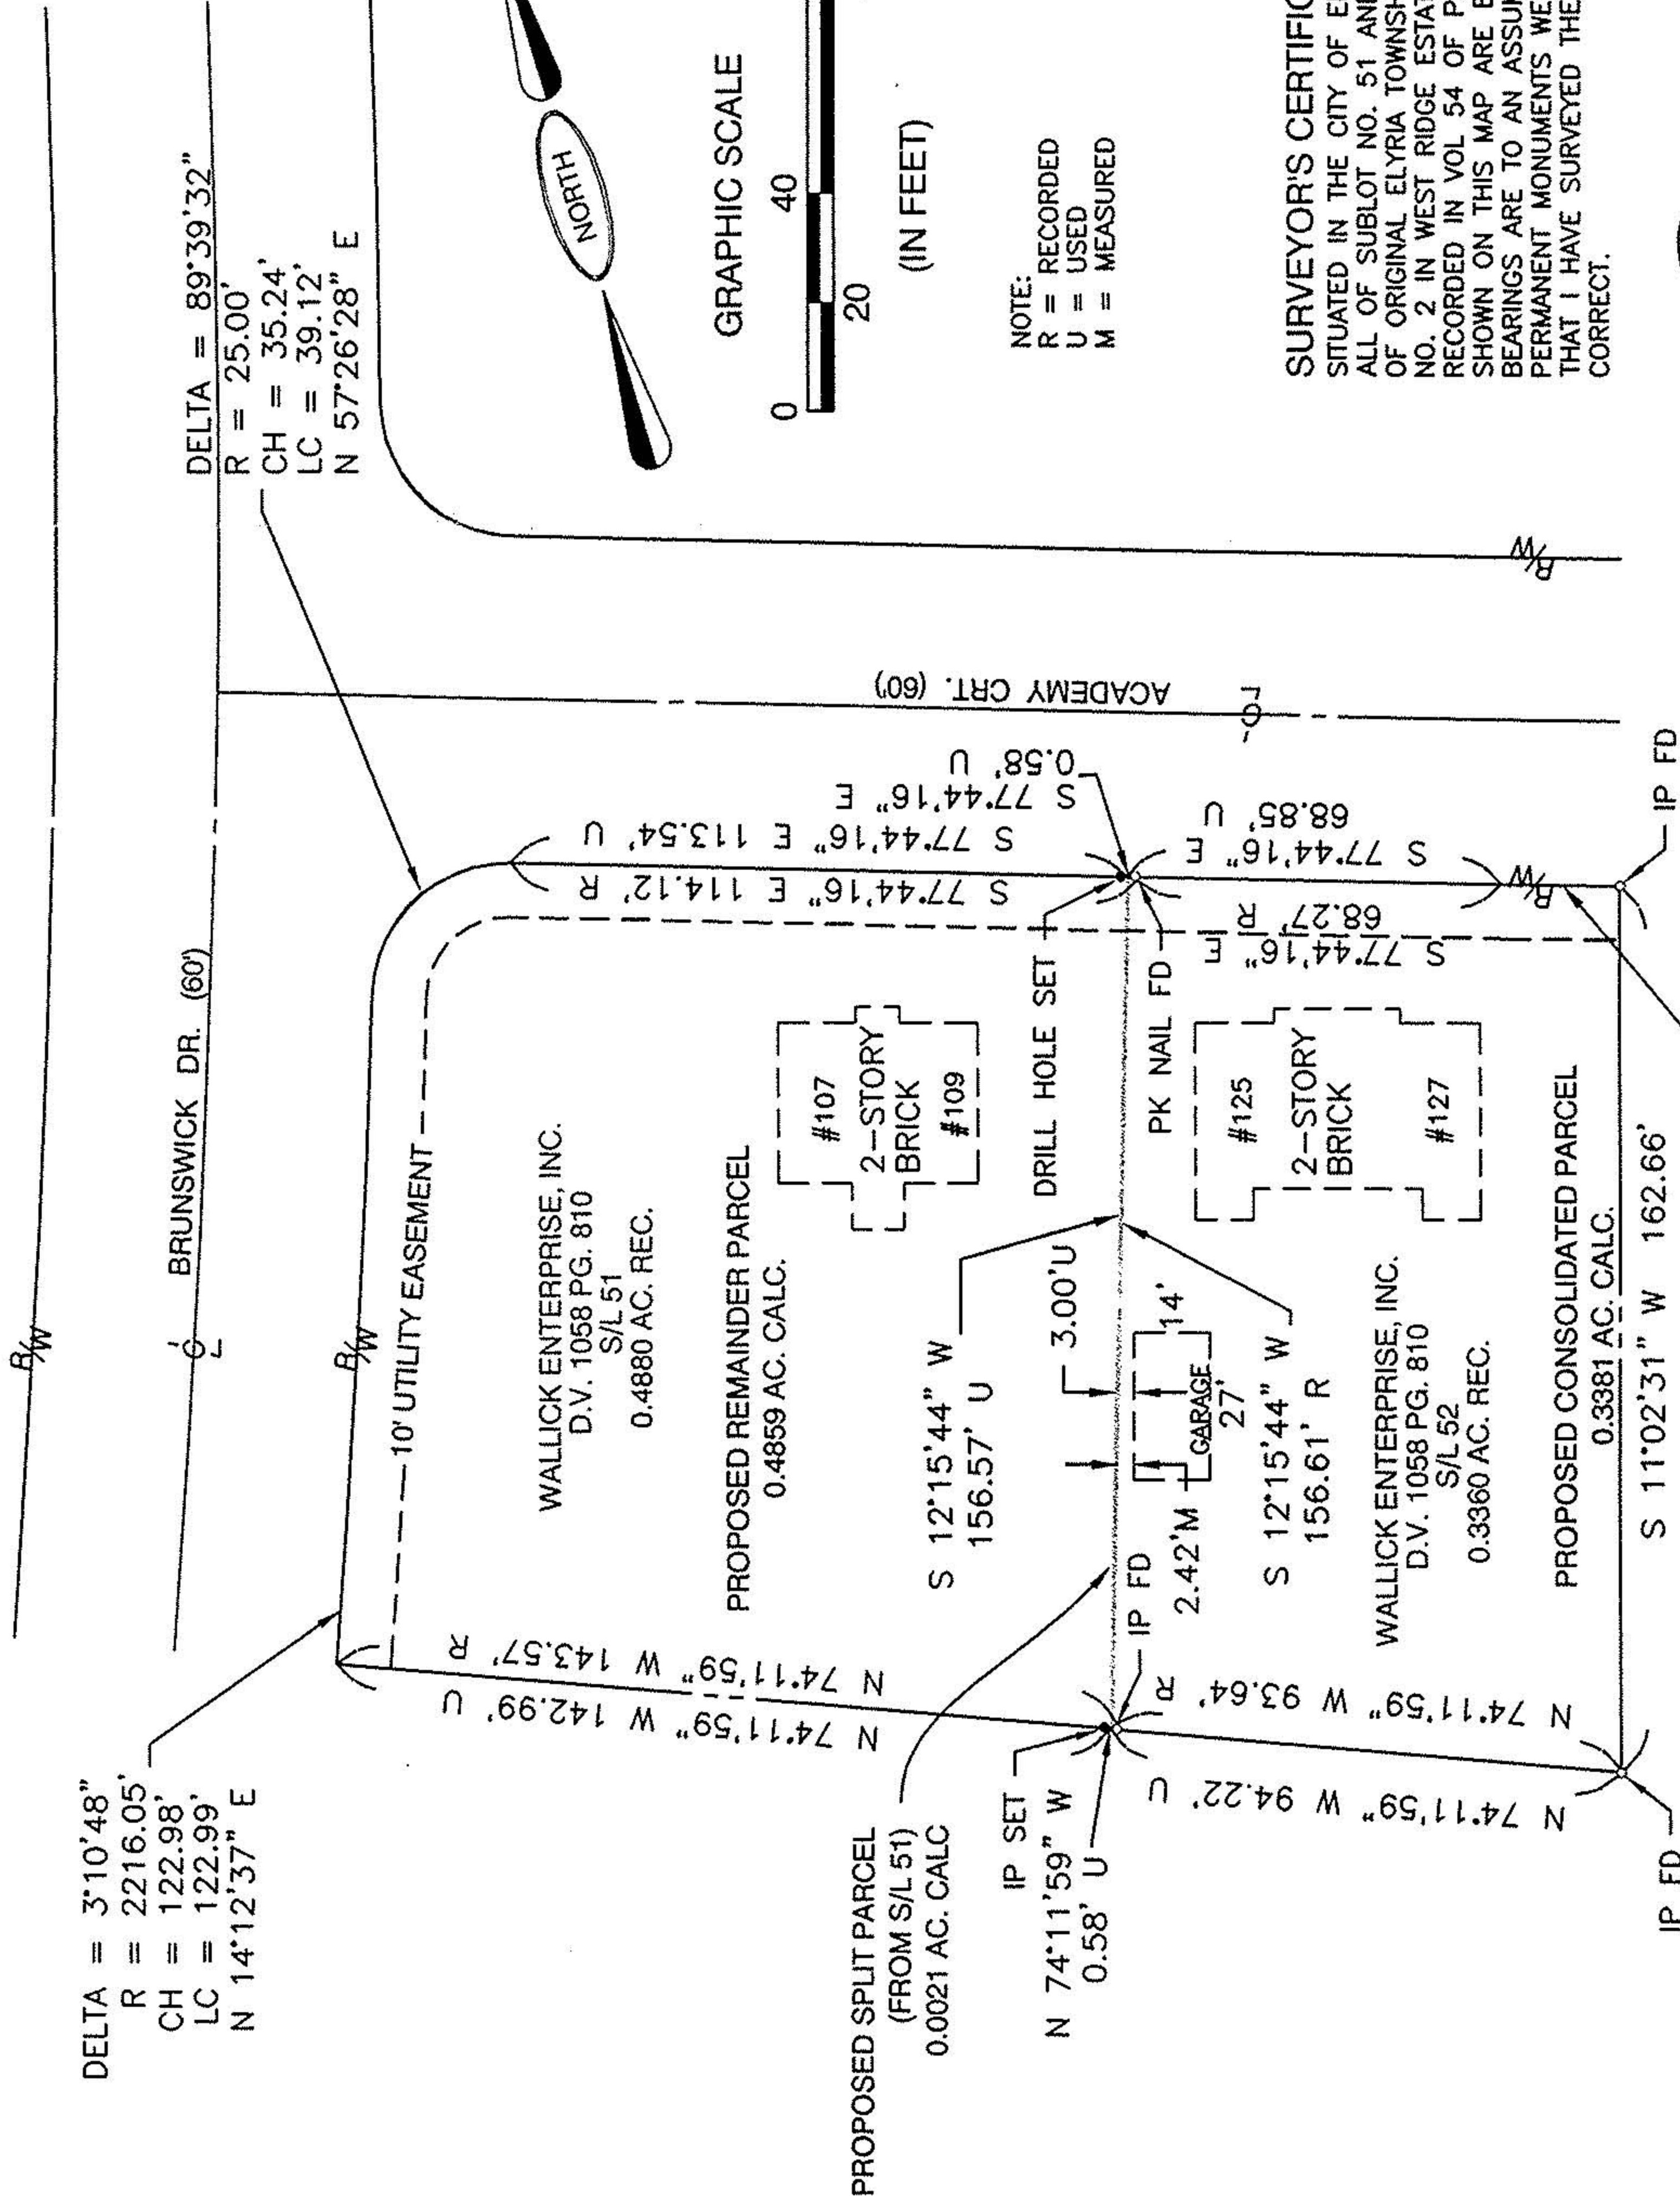 R/W
BRUNSWICK DR. (60')
R/W
DELTA = 89°39'32"
R = 25.00'
CH = 35.24'
LC = 39.12'
N 57°26'28" E
DELTA = 3°10'48"
R = 2216.05'
CH = 122.98'
LC = 122.99'
N 14°12'37" E
10' UTILITY EASEMENT
WALLICK ENTERPRISE, INC.
D.V. 1058 PG. 810
S/L 51
0.4880 AC. REC.
PROPOSED REMAINDER PARCEL
0.4859 AC. CALC.
#107
2-STORY
BRICK
#109
S 77°44'16" E 113.54' U
S 77°44'16" E 114.12' R
S 77°44'16" E
0.58' U
ACADEMY CRT. (60')
R/W
N 74°11'59" W 143.57' R
N 74°11'59" W 142.99' U
PROPOSED SPLIT PARCEL
(FROM S/L 51)
0.0021 AC. CALC
S 12°15'44" W
156.57' U
3.00'U
DRILL HOLE SET
PK NAIL FD
IP SET
N 74°11'59" W
0.58' U
IP FD
2.42'M
GARAGE
27'
14'
S 12°15'44" W
156.61' R
#125
2-STORY
BRICK
#127
S 77°44'16" E
68.85' U
S 77°44'16" E
68.27' R
R/W
N 74°11'59" W 93.64' R
N 74°11'59" W 94.22' U
WALLICK ENTERPRISE, INC.
D.V. 1058 PG. 810
S/L 52
0.3360 AC. REC.
PROPOSED CONSOLIDATED PARCEL
0.3381 AC. CALC.
S 11°02'31" W 162.66'
IP FD
IP FD
NORTH
GRAPHIC SCALE
0 20 40
(IN FEET)
NOTE:
R = RECORDED
U = USED
M = MEASURED
SURVEYOR'S CERTIFIC
SITUATED IN THE CITY OF E
ALL OF SUBLOT NO. 51 AN
OF ORIGINAL ELYRIA TOWNSH
NO. 2 IN WEST RIDGE ESTAT
RECORDED IN VOL 54 OF P
SHOWN ON THIS MAP ARE
BEARINGS ARE TO AN ASSUM
PERMANENT MONUMENTS WE
THAT I HAVE SURVEYED THE
CORRECT.